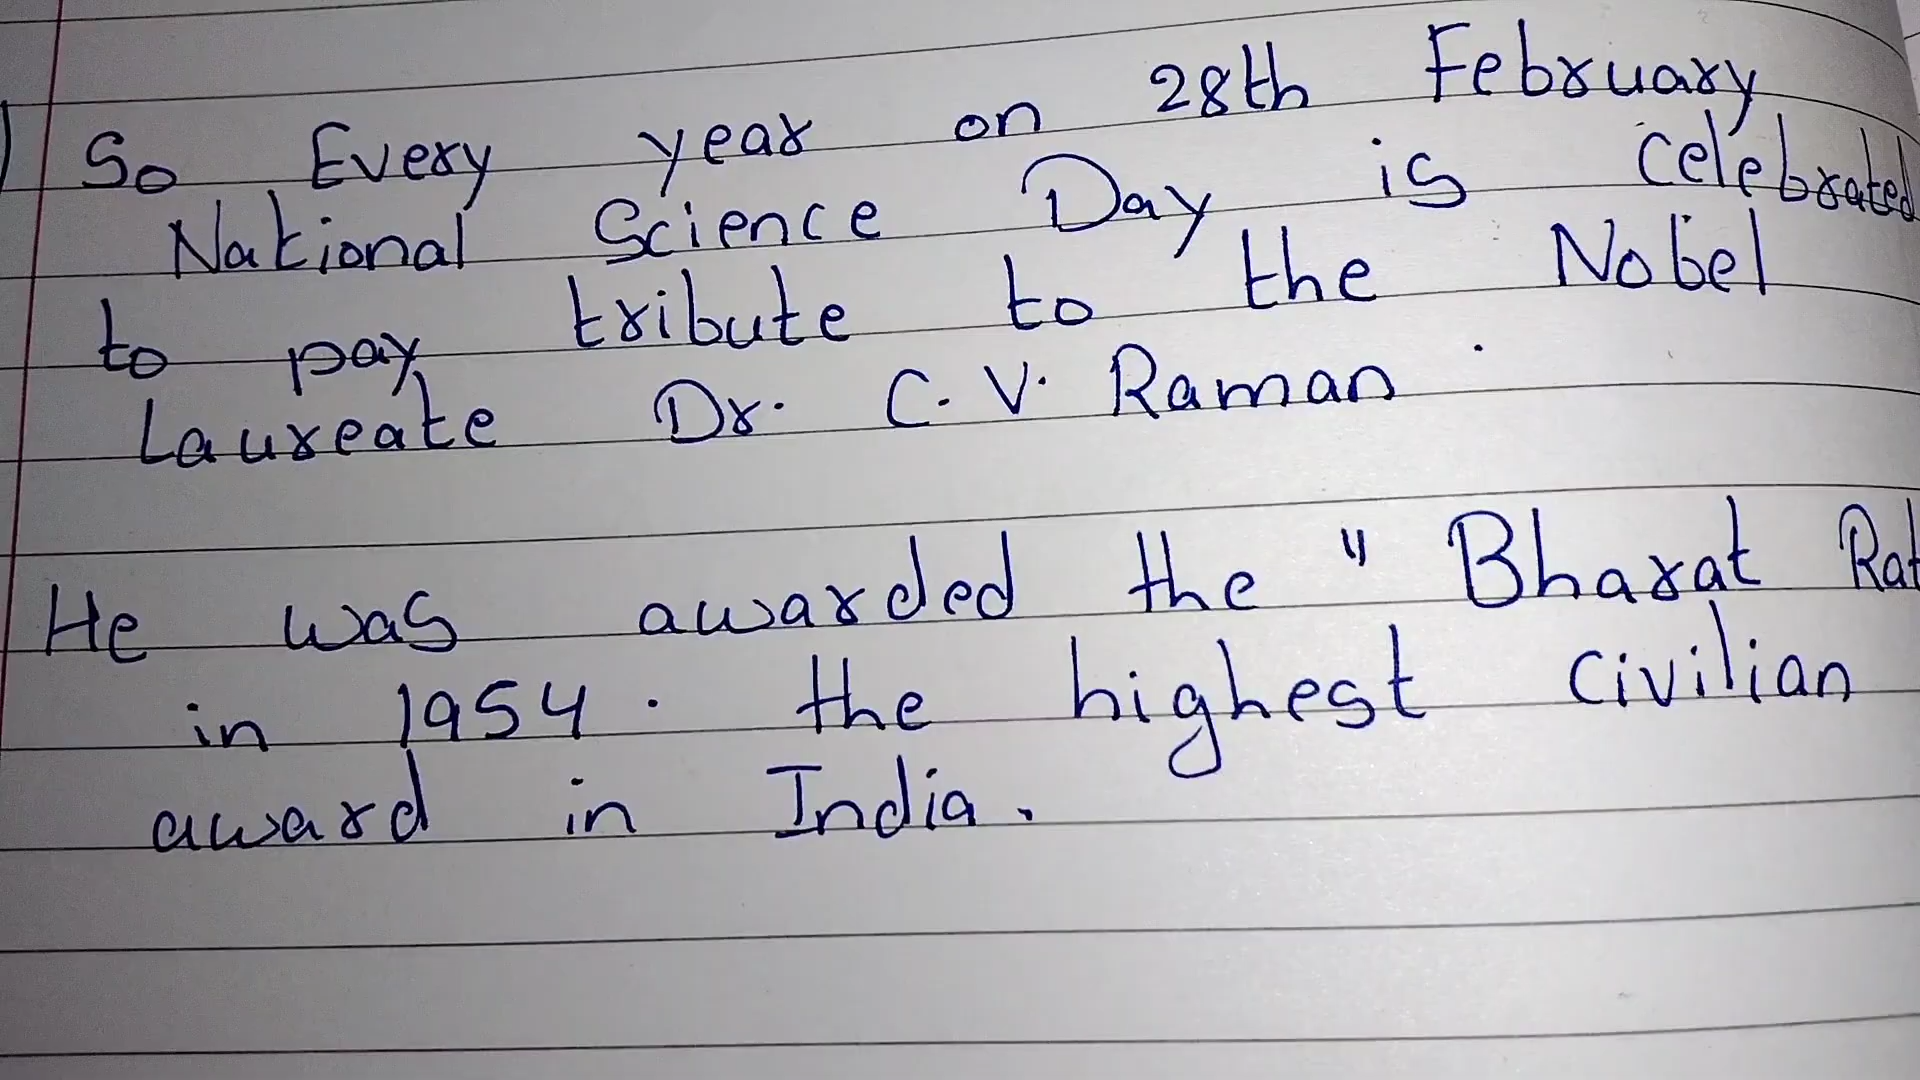 So Every year on 28th February
National Science Day is celebrated
to pay tribute to the Nobel
Laureate Dr. C. V. Raman .
He was awarded the " Bharat Rat
in 1954 . the highest civilian
award in India.